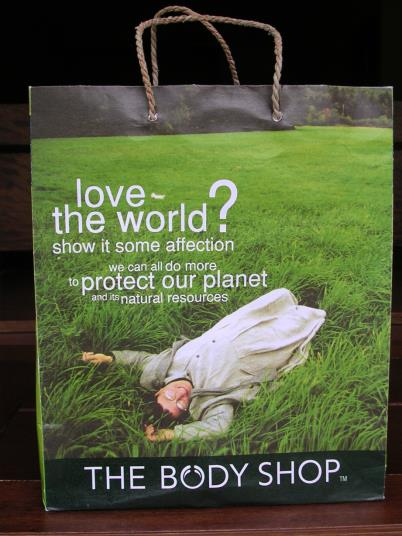 love
the world?
show it some affection
we can all do more
to protect our planet
and its natural resources
THE BODY SHOP™